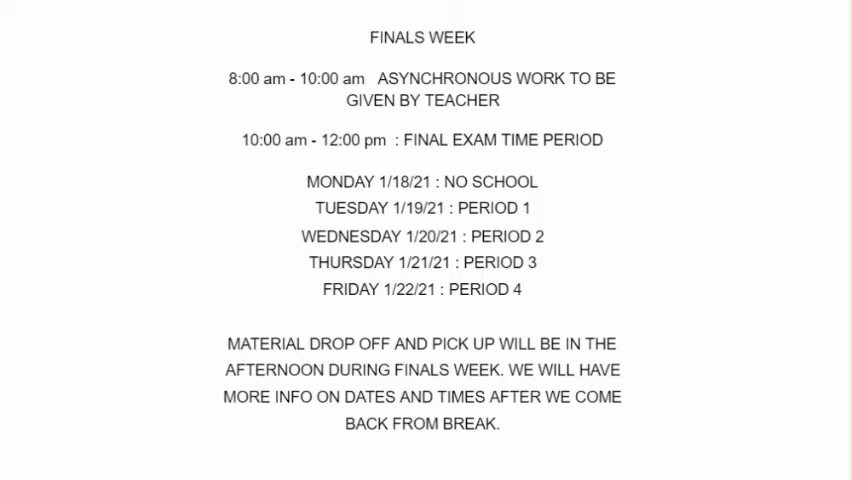 FINALS WEEK
8:00 am - 10:00 am ASYNCHRONOUS WORK TO BE
GIVEN BY TEACHER
10:00 am - 12:00 pm : FINAL EXAM TIME PERIOD
MONDAY 1/18/21 : NO SCHOOL
TUESDAY 1/19/21 : PERIOD 1
WEDNESDAY 1/20/21 : PERIOD 2
THURSDAY 1/21/21 : PERIOD 3
FRIDAY 1/22/21 : PERIOD 4
MATERIAL DROP OFF AND PICK UP WILL BE IN THE
AFTERNOON DURING FINALS WEEK. WE WILL HAVE
MORE INFO ON DATES AND TIMES AFTER WE COME
BACK FROM BREAK.